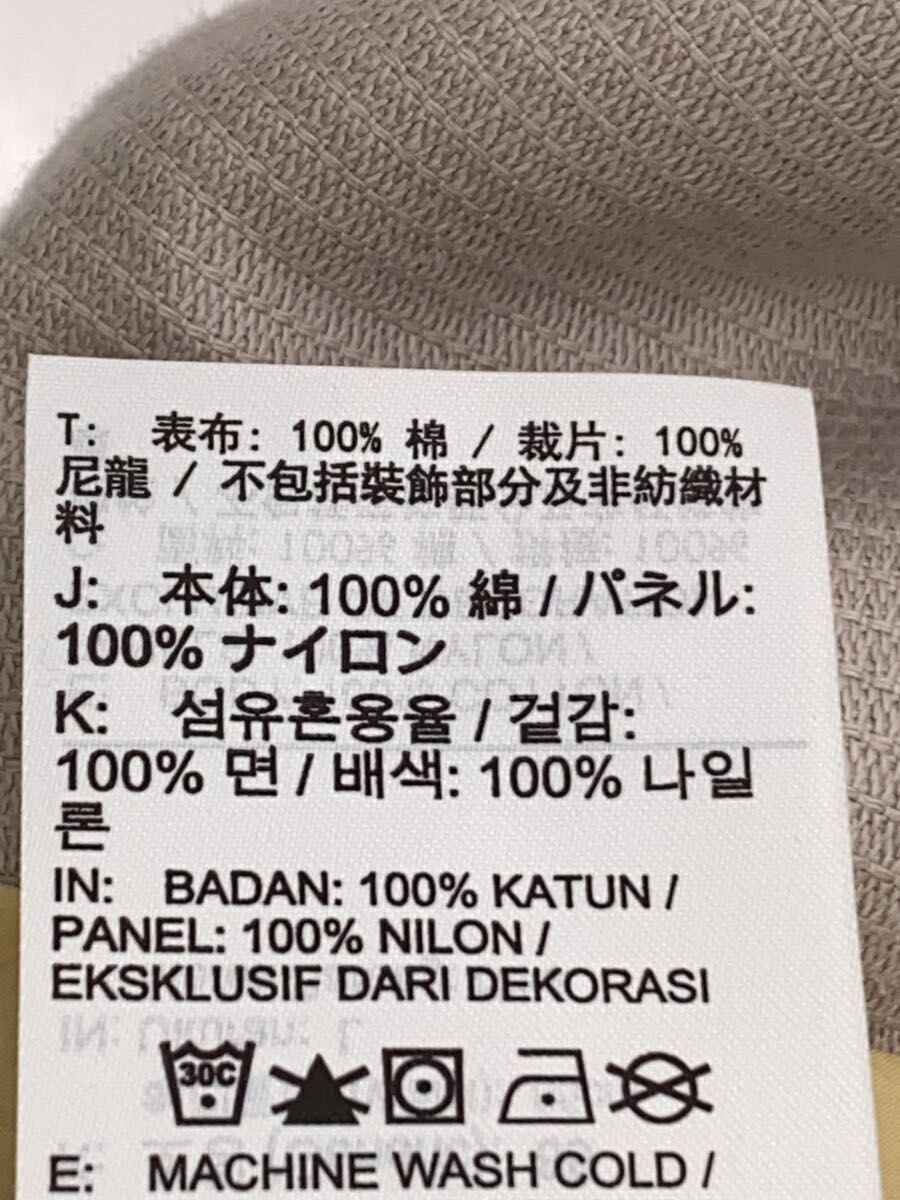 T: 表布: 100% 棉 / 裁片: 100%
尼龍 / 不包括裝飾部分及非紡織材
料
J: 本体: 100% 綿 / パネル:
100% ナイロン
K: 섬유혼용율 / 겉감:
100% 면 / 배색: 100% 나일
론
IN: BADAN: 100% KATUN /
PANEL: 100% NILON /
EKSKLUSIF DARI DEKORASI
30C
E: MACHINE WASH COLD /